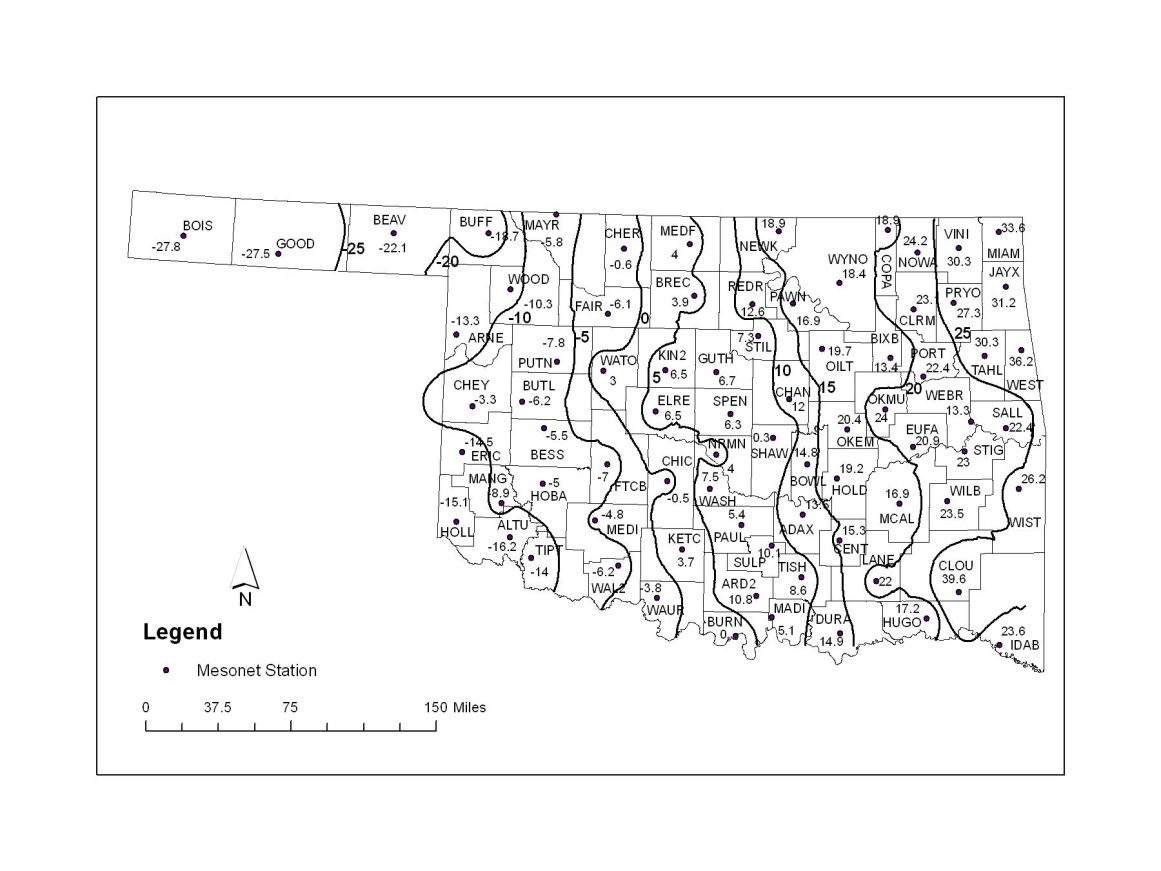 BOIS
-27.8
GOOD
-27.5
-25
BEAV
-22.1
BUFF
-18.7
-20
MAYR
-5.8
CHER
-0.6
MEDF
4
NEWK
18.9
WYNO
18.4
18.9
COPA
24.2
NOWA
VINI
30.3
33.6
MIAM
JAYX
31.2
WOOD
-10.3
-10
FAIR
-6.1
-5
0
BREC
3.9
REDR
12.6
PAWN
16.9
23.1
CLRM
PRYO
27.3
25
-13.3
ARNE
-7.8
PUTN
WATO
3
KIN2
6.5
5
GUTH
6.7
7.3
STIL
10
19.7
OILT
15
BIXB
13.4
PORT
22.4
20
30.3
TAHL
36.2
WEST
CHEY
-3.3
BUTL
-6.2
ELRE
6.5
SPEN
6.3
CHAN
12
OKMU
24
WEBR
13.3
SALL
22.4
-14.5
ERIC
-5.5
BESS
-7
FTCB
CHIC
-0.5
NRMN
4
0.3
SHAW
14.8
BOWL
20.4
OKEM
EUFA
20.9
STIG
23
MANG
-8.9
-5
HOBA
7.5
WASH
19.2
HOLD
16.9
MCAL
WILB
23.5
26.2
WIST
-15.1
HOLL
ALTU
-16.2
TIPT
-14
-4.8
MEDI
KETC
3.7
5.4
PAUL
ADAX
15.3
CENT
LANE
22
CLOU
39.6
-6.2
WAL2
-3.8
WAUR
SULP
10.1
ARD2
10.8
TISH
8.6
BURN
0
MADI
5.1
DURA
14.9
17.2
HUGO
23.6
IDAB
N
Legend
Mesonet Station
0 37.5 75 150 Miles